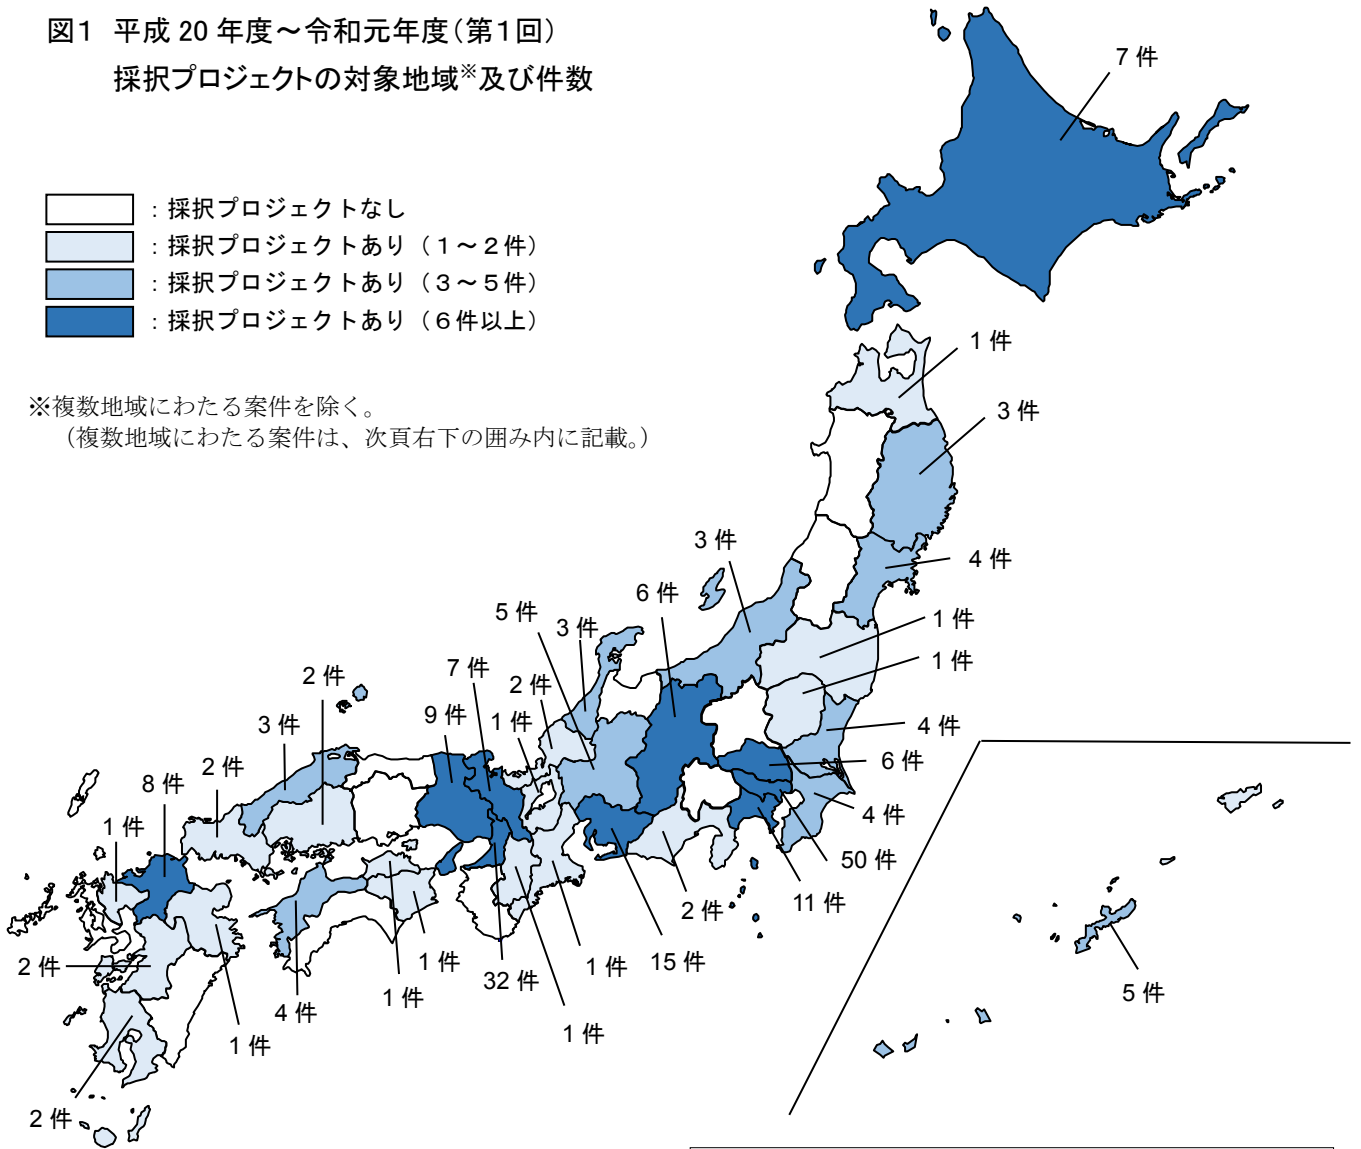 図1 平成 20 年度～令和元年度（第1回）
採択プロジェクトの対象地域※及び件数
：採択プロジェクトなし
：採択プロジェクトあり（1～2件）
：採択プロジェクトあり（3～5件）
：採択プロジェクトあり（6件以上）
※複数地域にわたる案件を除く。
（複数地域にわたる案件は、次頁右下の囲み内に記載。）
7 件
1 件
3 件
4 件
3 件
6 件
5 件
3 件
1 件
1 件
7 件
2 件
2 件
9 件
1 件
3 件
4 件
6 件
2 件
8 件
4 件
1 件
50 件
11 件
2 件
1 件
1 件
15 件
2 件
32 件
5 件
1 件
4 件
1 件
1 件
2 件